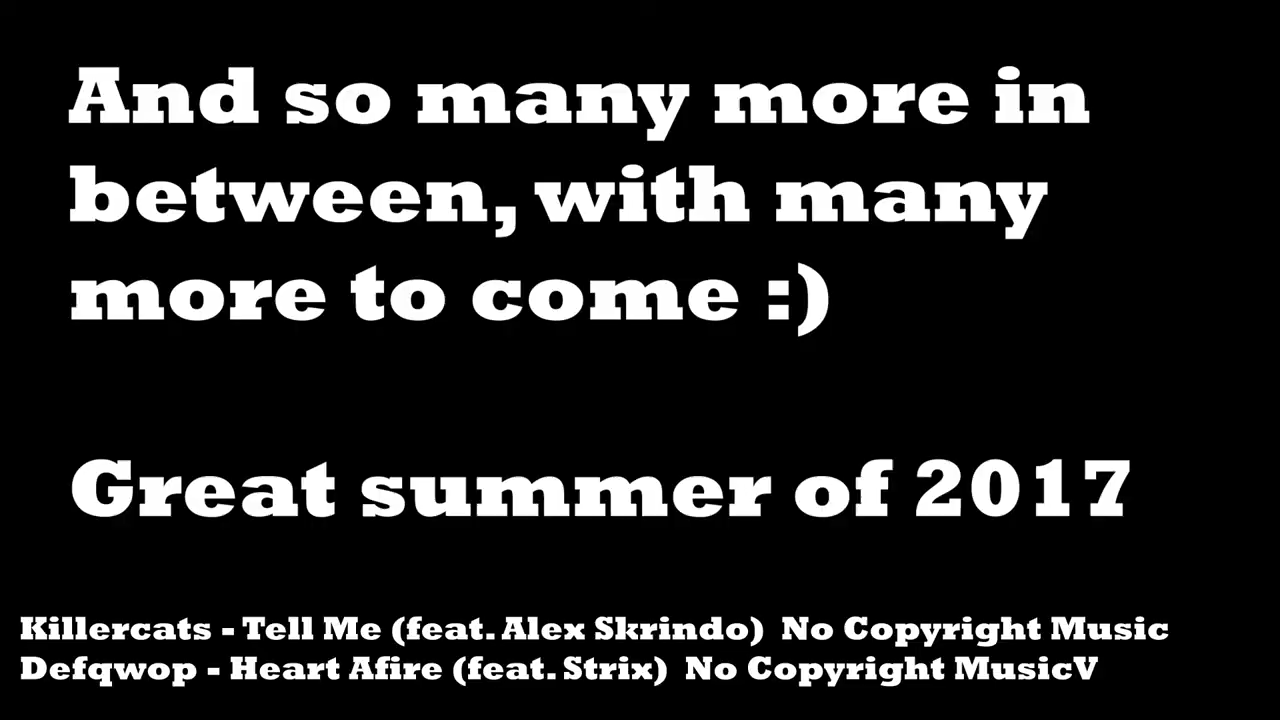 And so many more in
between, with many
more to come :)
Great summer of 2017
Killercats - Tell Me (feat. Alex Skrindo) No Copyright Music
Defqwop - Heart Afire (feat. Strix) No Copyright MusicV